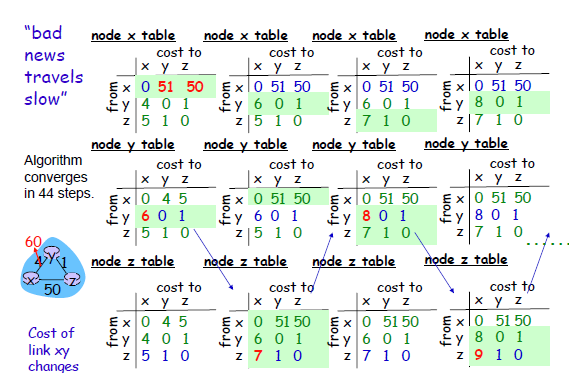 "bad
news
travels
slow"
node x table node x table node x table node x table
cost to cost to cost to cost to
x y z x y z x y z x y z
from x 0 51 50 from x 0 51 50 from x 0 51 50 from x 0 51 50
y 4 0 1 y 6 0 1 y 6 0 1 y 8 0 1
z 5 1 0 z 5 1 0 z 7 1 0 z 7 1 0
Algorithm
converges
in 44 steps.
node y table node y table node y table node y table
cost to cost to cost to cost to
x y z x y z x y z x y z
from x 0 4 5 from x 0 51 50 from x 0 51 50 from x 0 51 50
y 6 0 1 y 6 0 1 y 8 0 1 y 8 0 1
z 5 1 0 z 5 1 0 z 7 1 0 z 7 1 0
60
4 y 1
x z
50
node z table node z table node z table node z table
cost to cost to cost to cost to
x y z x y z x y z x y z
from x 0 4 5 from x 0 51 50 from x 0 51 50 from x 0 51 50
y 4 0 1 y 6 0 1 y 6 0 1 y 8 0 1
z 5 1 0 z 7 1 0 z 7 1 0 z 9 1 0
Cost of
link xy
changes